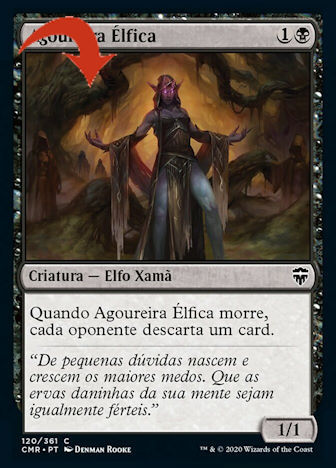 Agoureira Élfica 1
Criatura — Elfo Xamã
Quando Agoureira Élfica morre,
cada oponente descarta um card.
“De pequenas dúvidas nascem e
crescem os maiores medos. Que as
ervas daninhas da sua mente sejam
igualmente férteis.”
1/1
120/361 C
CMR • PT Denman Rooke
™ & © 2020 Wizards of the Coast